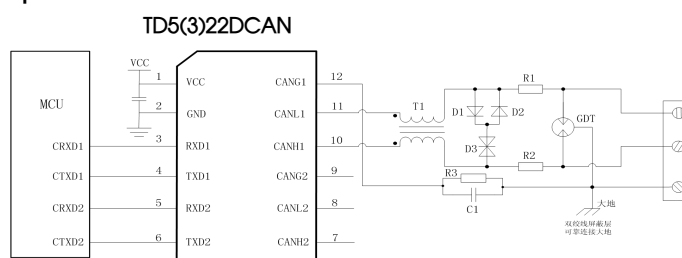 TD5(3)22DCAN
VCC
MCU
CRXD1
CTXD1
CRXD2
CTXD2
1
2
3
4
5
6
VCC
GND
RXD1
TXD1
RXD2
TXD2
CANG1
CANL1
CANH1
CANG2
CANL2
CANH2
12
11
10
9
8
7
T1
D1
D2
D3
R1
R2
GDT
R3
C1
大地
双绞线屏蔽层
可靠连接大地